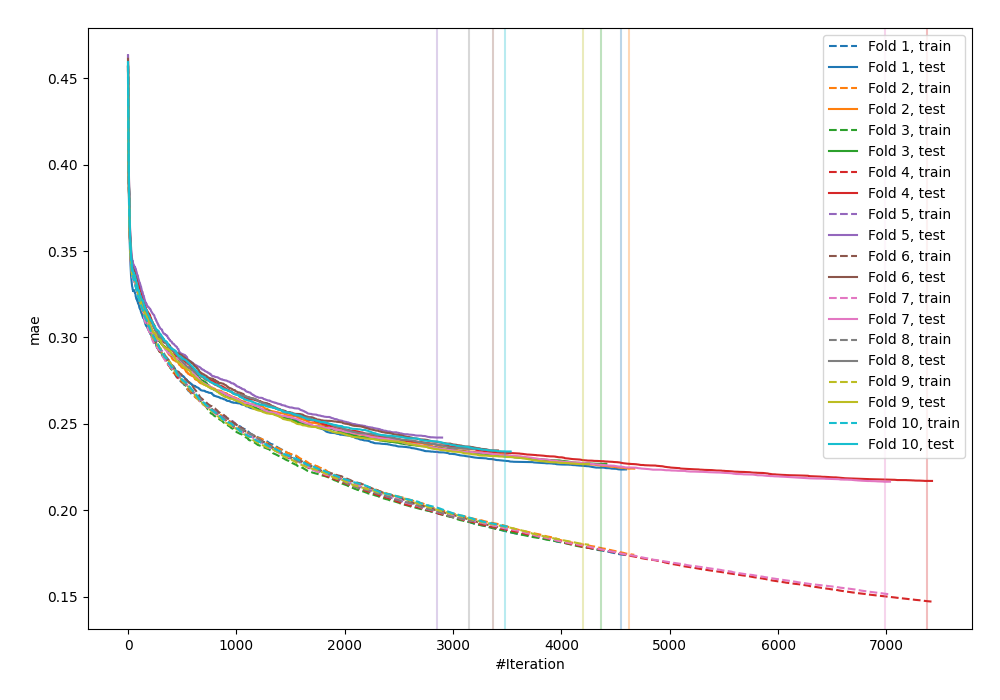 0.45
0.40
0.35
0.30
0.25
0.20
0.15
mae
0 1000 2000 3000 4000 5000 6000 7000
#Iteration
Fold 1, train
Fold 1, test
Fold 2, train
Fold 2, test
Fold 3, train
Fold 3, test
Fold 4, train
Fold 4, test
Fold 5, train
Fold 5, test
Fold 6, train
Fold 6, test
Fold 7, train
Fold 7, test
Fold 8, train
Fold 8, test
Fold 9, train
Fold 9, test
Fold 10, train
Fold 10, test